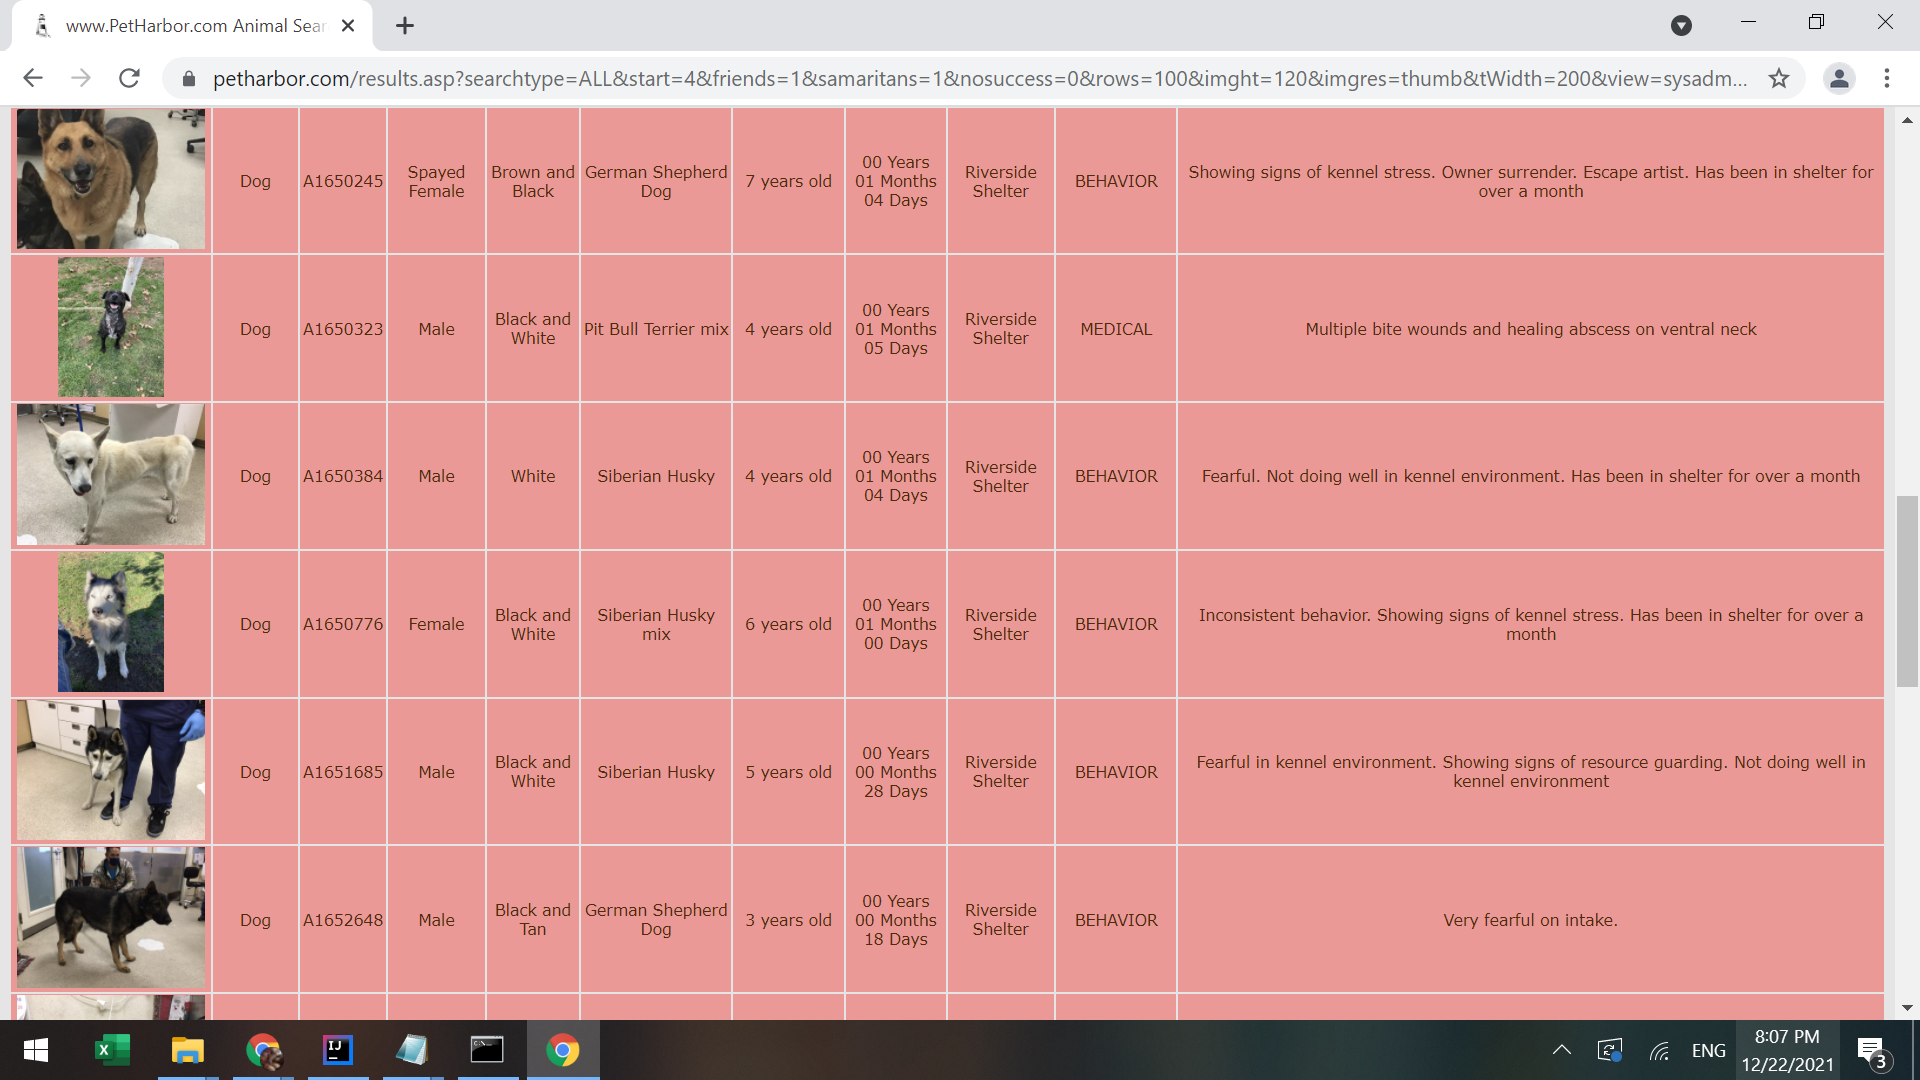 www.PetHarbor.com Animal Sear
petharbor.com/results.asp?searchtype=ALL&start=4&friends=1&samaritans=1&nosuccess=0&rows=100&imght=120&imgres=thumb&tWidth=200&view=sysadm...
Dog
A1650245
Spayed
Female
Brown and
Black
German Shepherd
Dog
7 years old
00 Years
01 Months
04 Days
Riverside
Shelter
BEHAVIOR
Showing signs of kennel stress. Owner surrender. Escape artist. Has been in shelter for
over a month
Dog
A1650323
Male
Black and
White
Pit Bull Terrier mix
4 years old
00 Years
01 Months
05 Days
Riverside
Shelter
MEDICAL
Multiple bite wounds and healing abscess on ventral neck
Dog
A1650384
Male
White
Siberian Husky
4 years old
00 Years
01 Months
04 Days
Riverside
Shelter
BEHAVIOR
Fearful. Not doing well in kennel environment. Has been in shelter for over a month
Dog
A1650776
Female
Black and
White
Siberian Husky
mix
6 years old
00 Years
01 Months
00 Days
Riverside
Shelter
BEHAVIOR
Inconsistent behavior. Showing signs of kennel stress. Has been in shelter for over a
month
Dog
A1651685
Male
Black and
White
Siberian Husky
5 years old
00 Years
00 Months
28 Days
Riverside
Shelter
BEHAVIOR
Fearful in kennel environment. Showing signs of resource guarding. Not doing well in
kennel environment
Dog
A1652648
Male
Black and
Tan
German Shepherd
Dog
3 years old
00 Years
00 Months
18 Days
Riverside
Shelter
BEHAVIOR
Very fearful on intake.
X
IJ
C:\
ENG
8:07 PM
12/22/2021
3